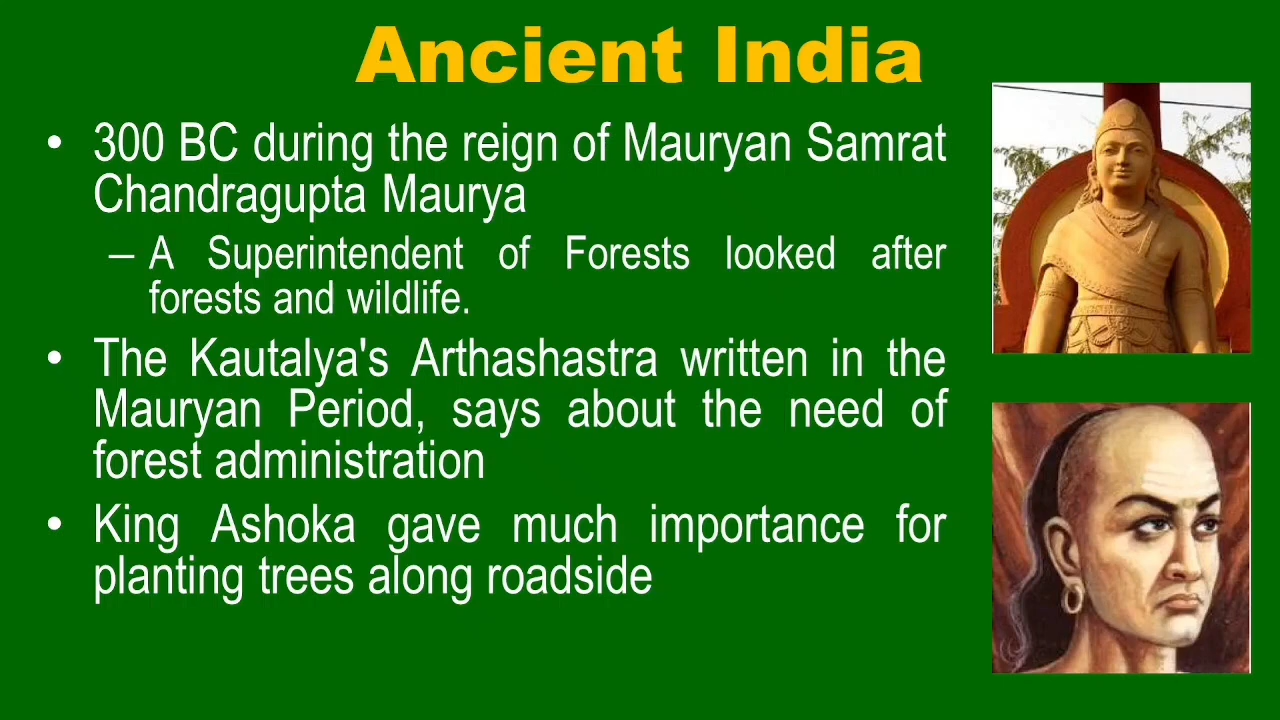 Ancient India
• 300 BC during the reign of Mauryan Samrat
Chandragupta Maurya
– A Superintendent of Forests looked after
forests and wildlife.
• The Kautalya's Arthashastra written in the
Mauryan Period, says about the need of
forest administration
• King Ashoka gave much importance for
planting trees along roadside